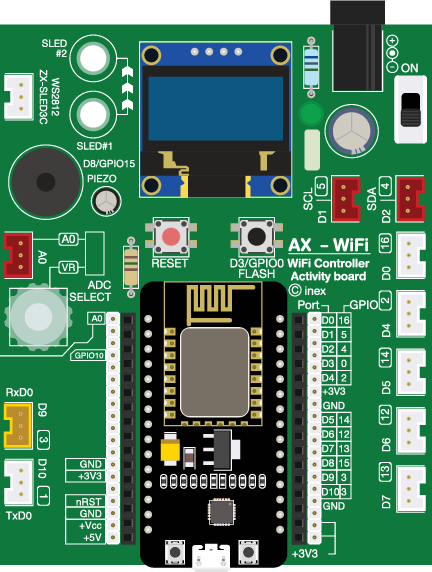 SLED
#2
WS2812
ZX-SLED3C
SLED#1
ON
D8/GPIO15
PIEZO
SCL
5
D1
SDA
4
D2
A0
A0
VR
ADC
SELECT
RESET
D3/GPIO0
FLASH
AX - WiFi
WiFi Controller
Activity board
© inex
16
D0
2
D4
14
D5
12
D6
13
D7
Port
GPIO
A0
GPIO10
D0 16
D1 5
D2 4
D3 0
D4 2
+3V3
GND
D5 14
D6 12
D7 13
D8 15
D9 3
D10 3
GND
+3V3
RxD0
D9
3
D10
1
TxD0
GND
+3V3
nRST
GND
+Vcc
+5V